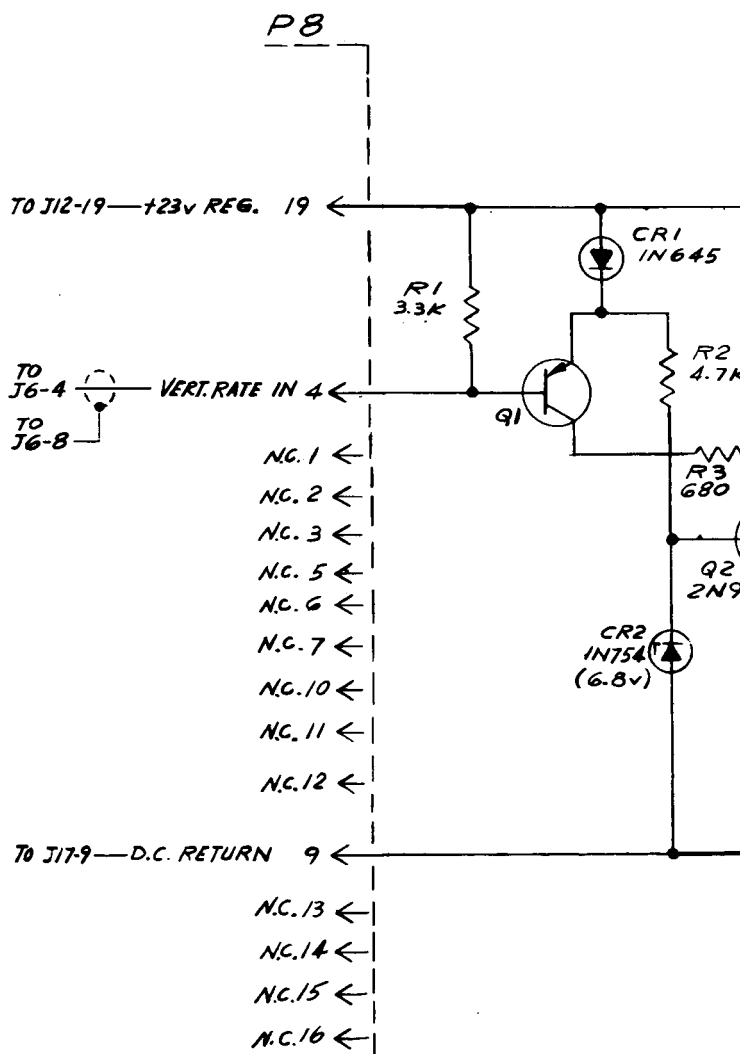 P8
TO J12-19 +23V REG. 19
CR1
1N645
R1
3.3K
R2
4.7K
TO
J6-4 VERT. RATE IN 4
TO
J6-8
Q1
R3
680
N.C. 1
N.C. 2
N.C. 3
N.C. 5
N.C. 6
N.C. 7
N.C. 10
N.C. 11
N.C. 12
Q2
2N9
CR2
1N754
(6.8V)
TO J17-9 D.C. RETURN 9
N.C. 13
N.C. 14
N.C. 15
N.C. 16